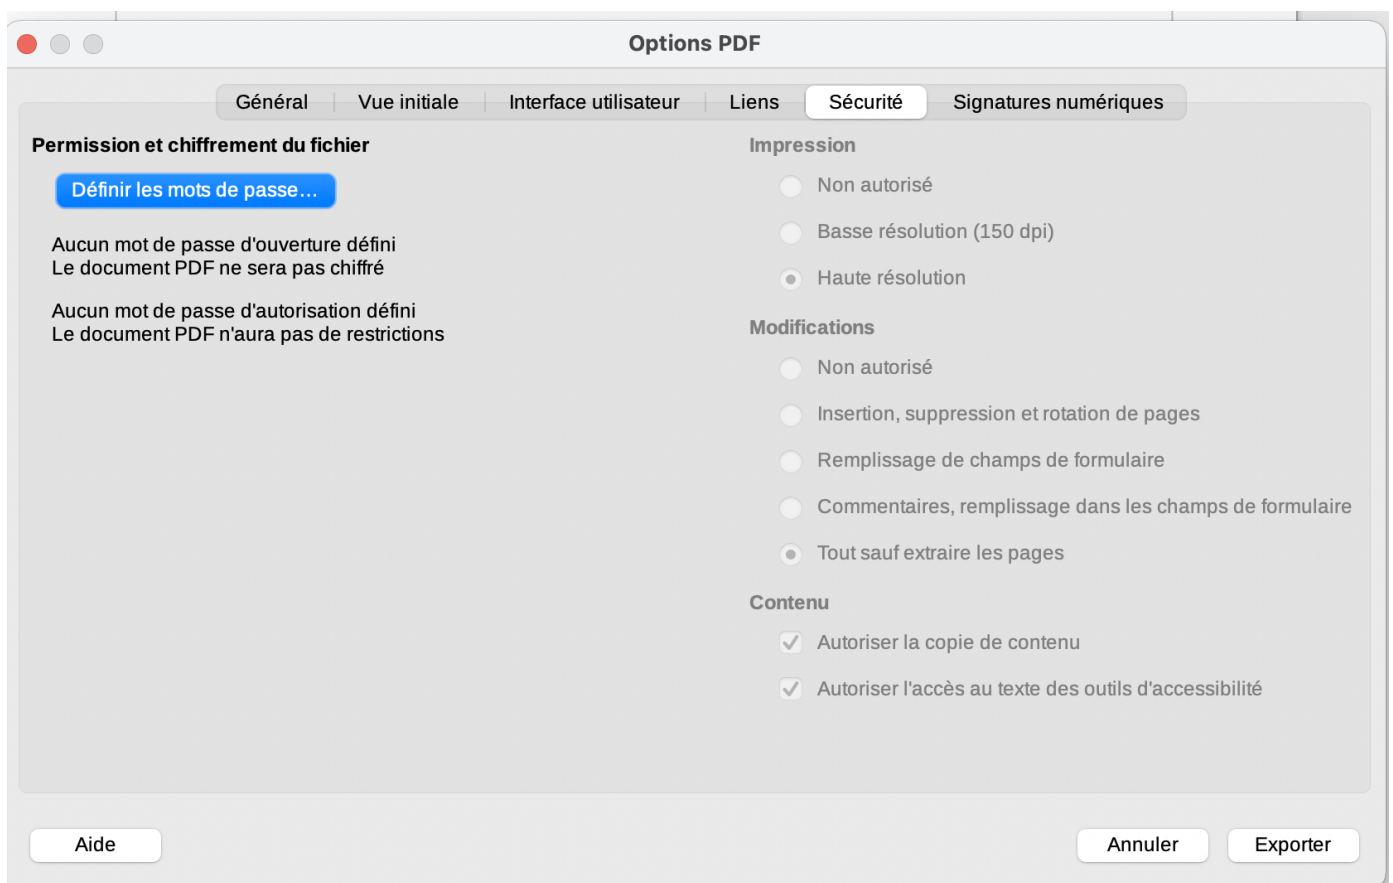 Options PDF
Général
Vue initiale
Interface utilisateur
Liens
Sécurité
Signatures numériques
Permission et chiffrement du fichier
Définir les mots de passe…
Aucun mot de passe d'ouverture défini
Le document PDF ne sera pas chiffré
Aucun mot de passe d'autorisation défini
Le document PDF n'aura pas de restrictions
Impression
Non autorisé
Basse résolution (150 dpi)
Haute résolution
Modifications
Non autorisé
Insertion, suppression et rotation de pages
Remplissage de champs de formulaire
Commentaires, remplissage dans les champs de formulaire
Tout sauf extraire les pages
Contenu
Autoriser la copie de contenu
Autoriser l'accès au texte des outils d'accessibilité
Aide
Annuler
Exporter